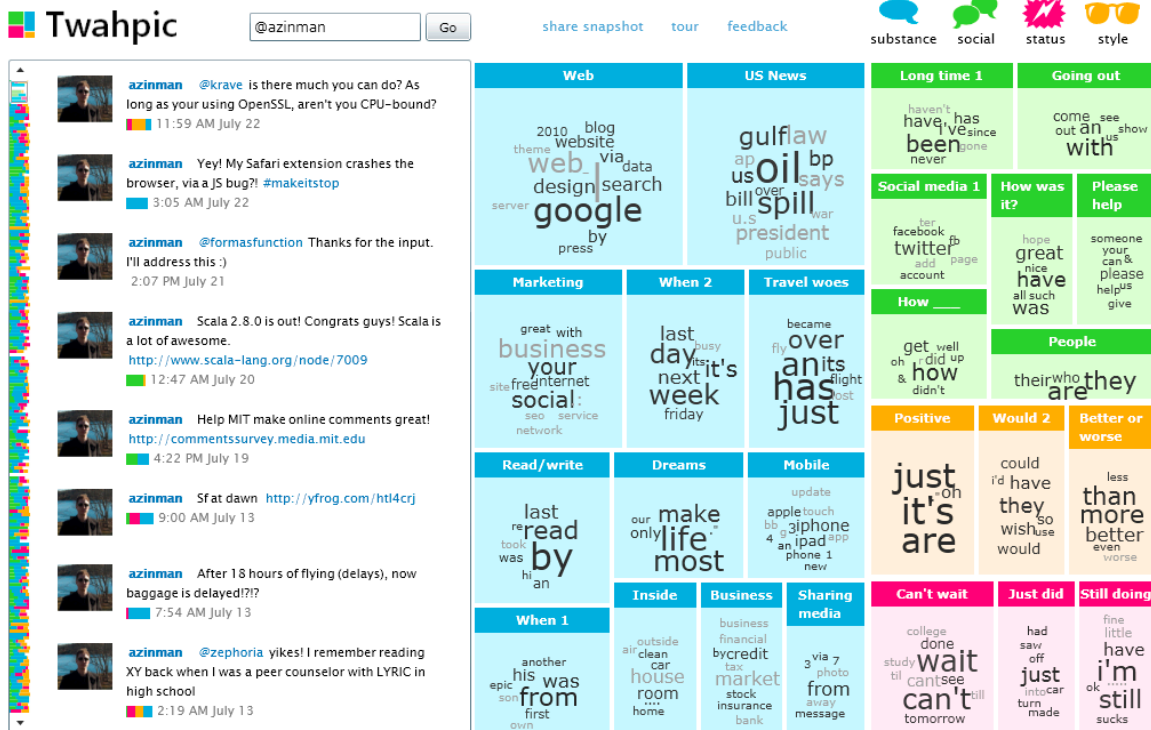 Twahpic
@azinman
Go
share snapshot
tour
feedback
substance
social
status
style
azinman @krave is there much you can do? As
long as your using OpenSSL, aren't you CPU-bound?
11:59 AM July 22
azinman Yey! My Safari extension crashes the
browser, via a JS bug?! #makeitstop
3:05 AM July 22
azinman @formasfunction Thanks for the input.
I'll address this :)
2:07 PM July 21
azinman Scala 2.8.0 is out! Congrats guys! Scala is
a lot of awesome.
http://www.scala-lang.org/node/7009
12:47 AM July 20
azinman Help MIT make online comments great!
http://commentssurvey.media.mit.edu
4:22 PM July 19
azinman Sf at dawn http://yfrog.com/htl4crj
9:00 AM July 13
azinman After 18 hours of flying (delays), now
baggage is delayed!?!?
7:54 AM July 13
azinman @zephoria yikes! I remember reading
XY back when I was a peer counselor with LYRIC in
high school
2:19 AM July 13
Web
2010 blog
website
theme via
web_ data
design | search
server google
by
press
US News
gulf law
ap oil bp
us says
bill over
spill war
u.s
president
public
Marketing
great with
business
your
site free internet
social :
seo service
network
When 2
last
day busy
its it's
next
week
friday
Travel woes
became
fly over
an its
has flight
lost
just
Read/write
last
re read
took
was by
hi
an
Dreams
our make
only life ."
most
Mobile
update
apple touch
bb g 3 iphone
4 an ipad app
phone 1
new
When 1
another
his was
epic
son from
first
own
Inside
outside
air clean
car
house
room
....
home
Business
business
financial
by credit
tax
market
stock
insurance
bank
Sharing
media
3 via 7
photo
from
away
message
Long time 1
haven't
have, has
i've since
been gone
never
Going out
come see
out an show
us
with
Social media 1
ter
facebook
twitter fb
add page
account
How was
it?
hope
great
nice
have
all such
was
Please
help
someone
your
can &
please
help us
give
How ___
get well
oh r did up
& how
didn't
People
their who they
are
Positive
just
" oh
it's
are
Would 2
could
i'd have
they
wish so
use
would
Better or
worse
less
than
more
better
even
worse
Can't wait
college
done
study wait
til cant see
can't till
tomorrow
Just did
had
saw
off
just
into car
turn
made
Still doing
fine
little
have
i'm
ok ....
still
sucks